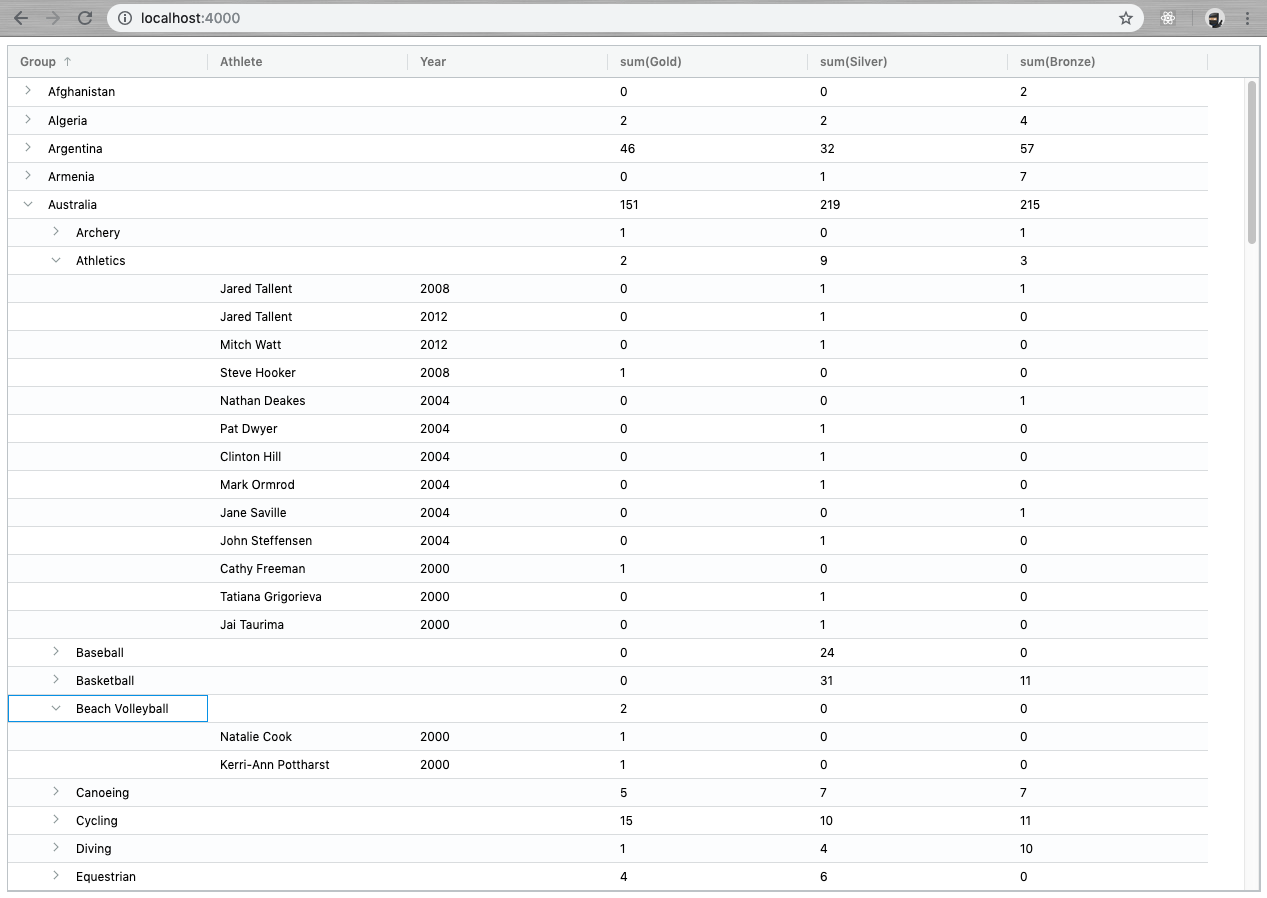 localhost:4000
Group ↑ Athlete Year sum(Gold) sum(Silver) sum(Bronze)
Afghanistan 0 0 2
Algeria 2 2 4
Argentina 46 32 57
Armenia 0 1 7
Australia 151 219 215
Archery 1 0 1
Athletics 2 9 3
Jared Tallent 2008 0 1 1
Jared Tallent 2012 0 1 0
Mitch Watt 2012 0 1 0
Steve Hooker 2008 1 0 0
Nathan Deakes 2004 0 0 1
Pat Dwyer 2004 0 1 0
Clinton Hill 2004 0 1 0
Mark Ormrod 2004 0 1 0
Jane Saville 2004 0 0 1
John Steffensen 2004 0 1 0
Cathy Freeman 2000 1 0 0
Tatiana Grigorieva 2000 0 1 0
Jai Taurima 2000 0 1 0
Baseball 0 24 0
Basketball 0 31 11
Beach Volleyball 2 0 0
Natalie Cook 2000 1 0 0
Kerri-Ann Pottharst 2000 1 0 0
Canoeing 5 7 7
Cycling 15 10 11
Diving 1 4 10
Equestrian 4 6 0